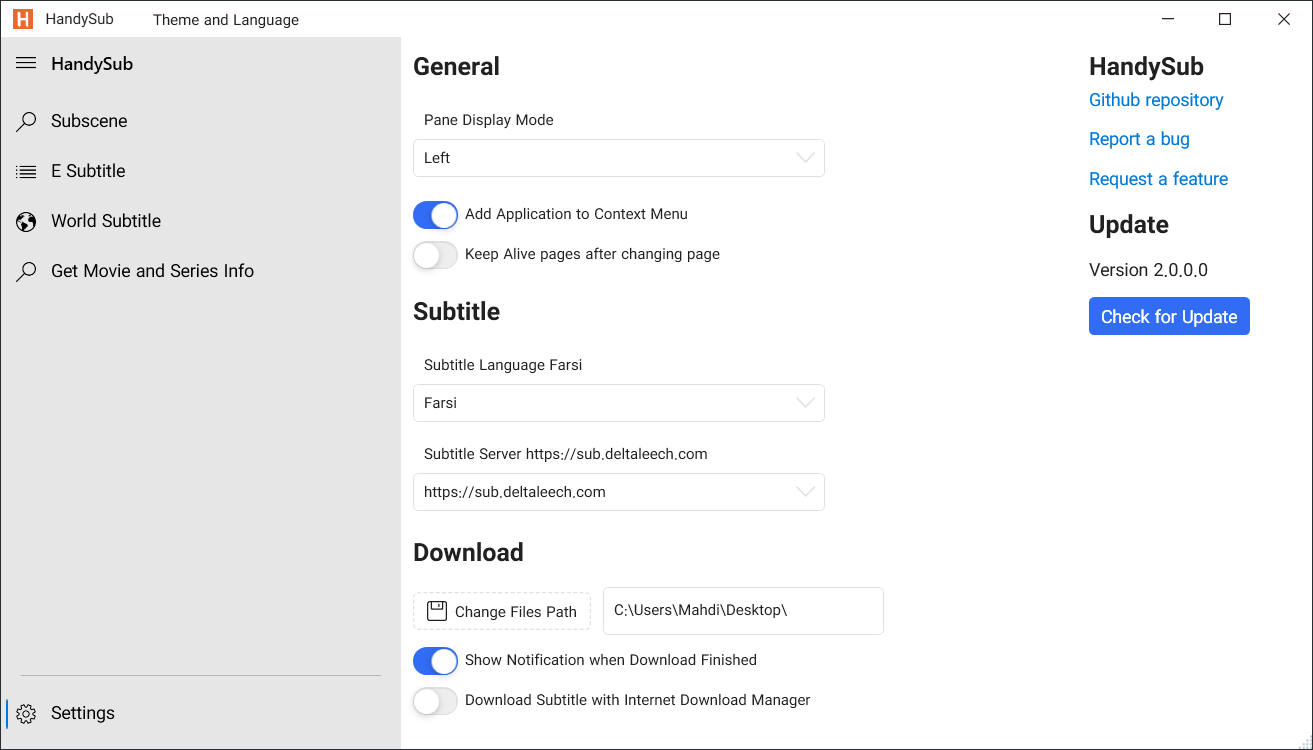 H HandySub Theme and Language
HandySub
Subscene
E Subtitle
World Subtitle
Get Movie and Series Info
Settings
General
Pane Display Mode
Left
Add Application to Context Menu
Keep Alive pages after changing page
Subtitle
Subtitle Language Farsi
Farsi
Subtitle Server https://sub.deltaleech.com
https://sub.deltaleech.com
Download
Change Files Path
C:\Users\Mahdi\Desktop\
Show Notification when Download Finished
Download Subtitle with Internet Download Manager
HandySub
Github repository
Report a bug
Request a feature
Update
Version 2.0.0.0
Check for Update